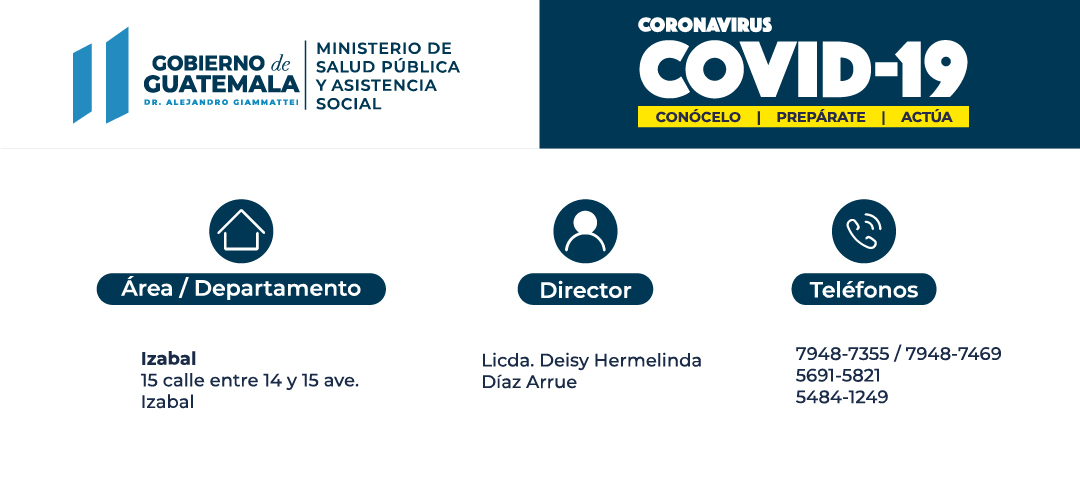 GOBIERNO de
GUATEMALA
DR. ALEJANDRO GIAMMATTEI
MINISTERIO DE
SALUD PÚBLICA
Y ASISTENCIA
SOCIAL
CORONAVIRUS
COVID-19
CONÓCELO | PREPÁRATE | ACTÚA
Área / Departamento
Izabal
15 calle entre 14 y 15 ave.
Izabal
Director
Licda. Deisy Hermelinda
Díaz Arrue
Teléfonos
7948-7355 / 7948-7469
5691-5821
5484-1249